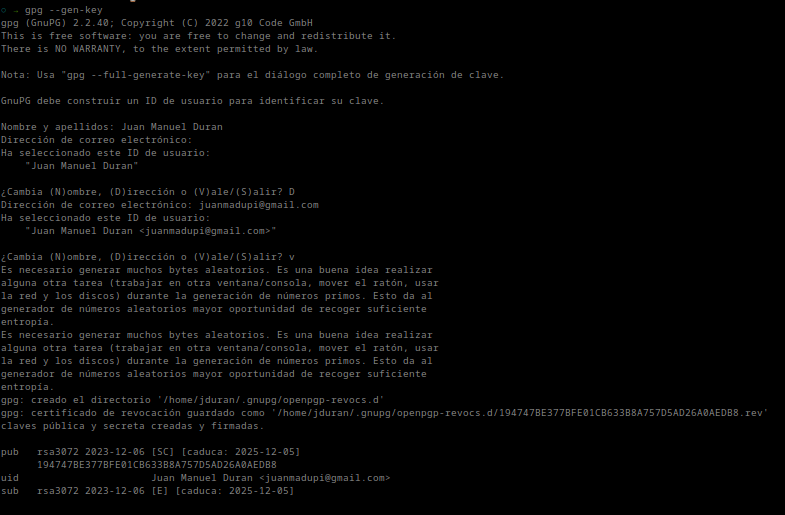 ○ → gpg --gen-key
gpg (GnuPG) 2.2.40; Copyright (C) 2022 g10 Code GmbH
This is free software: you are free to change and redistribute it.
There is NO WARRANTY, to the extent permitted by law.
Nota: Usa "gpg --full-generate-key" para el diálogo completo de generación de clave.
GnuPG debe construir un ID de usuario para identificar su clave.
Nombre y apellidos: Juan Manuel Duran
Dirección de correo electrónico:
Ha seleccionado este ID de usuario:
"Juan Manuel Duran"
¿Cambia (N)ombre, (D)irección o (V)ale/(S)alir? D
Dirección de correo electrónico: juanmadupi@gmail.com
Ha seleccionado este ID de usuario:
"Juan Manuel Duran <juanmadupi@gmail.com>"
¿Cambia (N)ombre, (D)irección o (V)ale/(S)alir? v
Es necesario generar muchos bytes aleatorios. Es una buena idea realizar
alguna otra tarea (trabajar en otra ventana/consola, mover el ratón, usar
la red y los discos) durante la generación de números primos. Esto da al
generador de números aleatorios mayor oportunidad de recoger suficiente
entropía.
Es necesario generar muchos bytes aleatorios. Es una buena idea realizar
alguna otra tarea (trabajar en otra ventana/consola, mover el ratón, usar
la red y los discos) durante la generación de números primos. Esto da al
generador de números aleatorios mayor oportunidad de recoger suficiente
entropía.
gpg: creado el directorio '/home/jduran/.gnupg/openpgp-revocs.d'
gpg: certificado de revocación guardado como '/home/jduran/.gnupg/openpgp-revocs.d/194747BE377BFE01CB633B8A757D5AD26A0AEDB8.rev'
claves pública y secreta creadas y firmadas.
pub   rsa3072 2023-12-06 [SC] [caduca: 2025-12-05]
194747BE377BFE01CB633B8A757D5AD26A0AEDB8
uid                      Juan Manuel Duran <juanmadupi@gmail.com>
sub   rsa3072 2023-12-06 [E] [caduca: 2025-12-05]